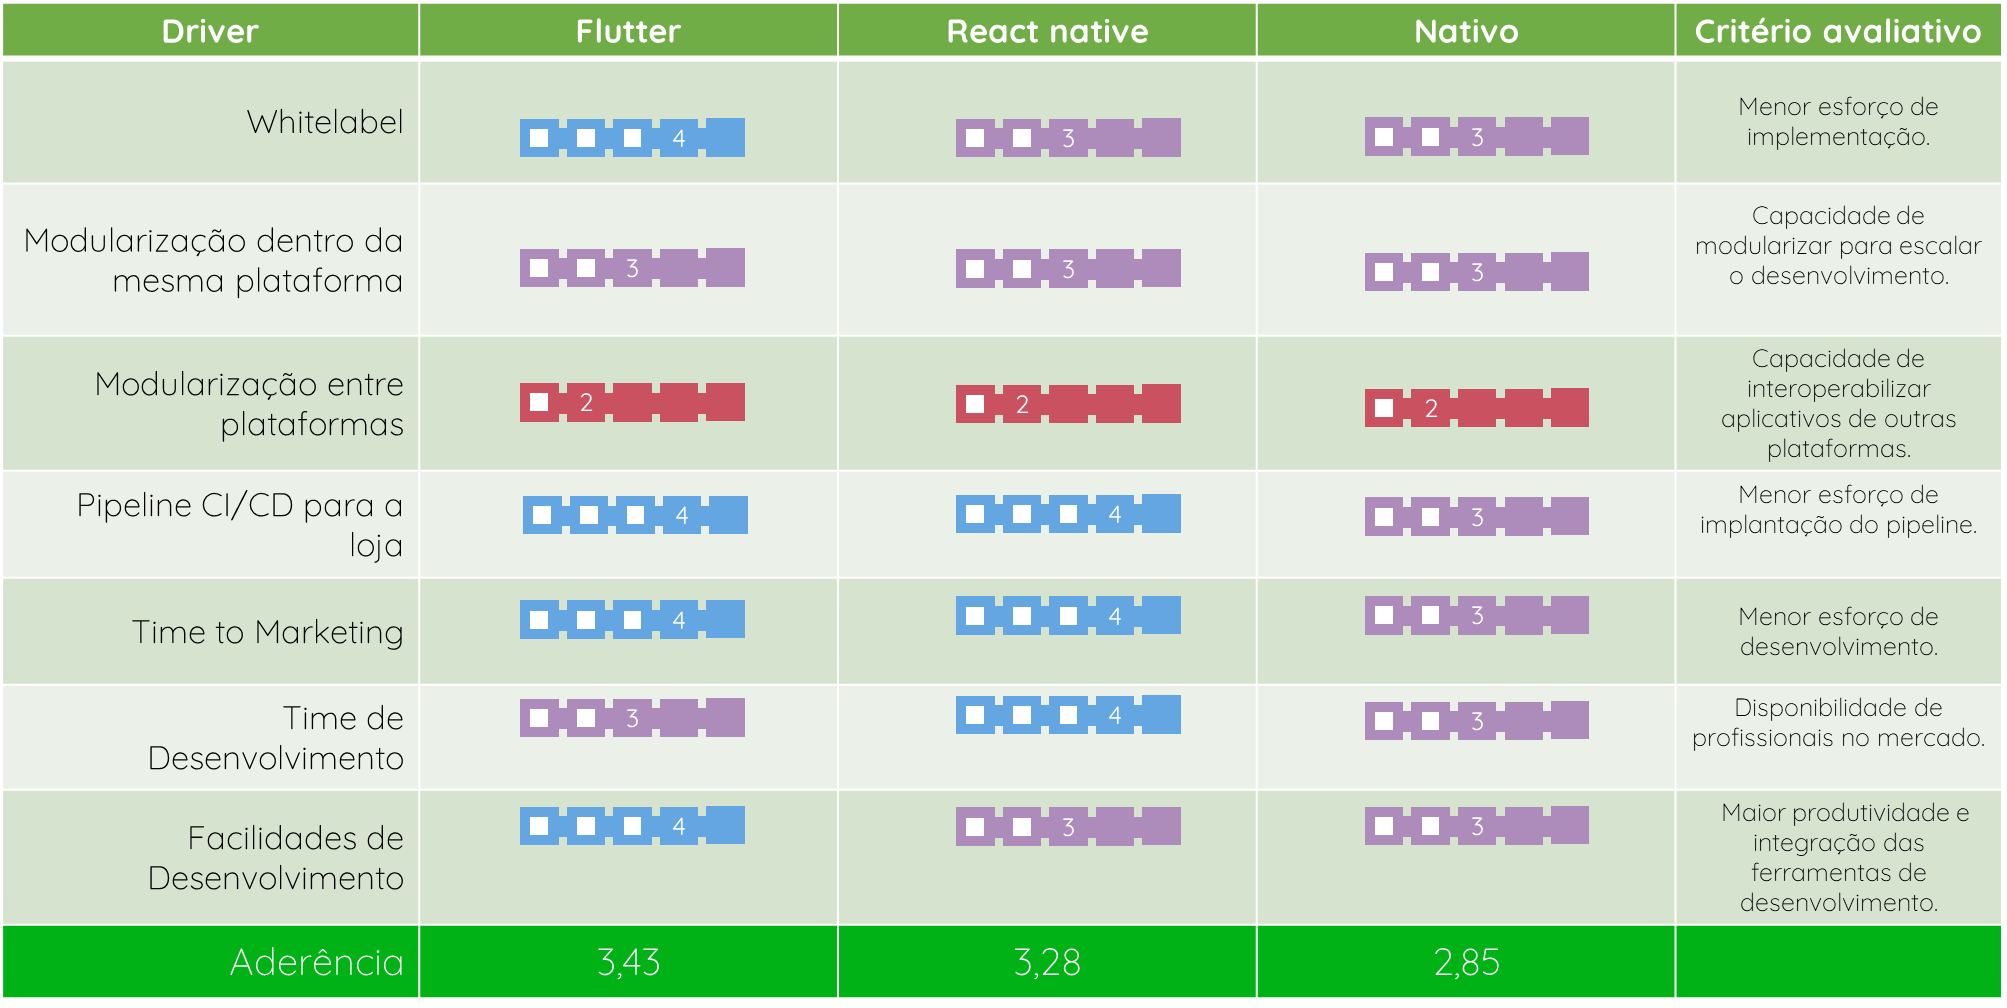 Driver
Flutter
React native
Nativo
Critério avaliativo
Whitelabel
4
3
3
Menor esforço de
implementação.
Modularização dentro da
mesma plataforma
3
3
3
Capacidade de
modularizar para escalar
o desenvolvimento.
Modularização entre
plataformas
2
2
2
Capacidade de
interoperabilizar
aplicativos de outras
plataformas.
Pipeline CI/CD para a
loja
4
4
3
Menor esforço de
implantação do pipeline.
Time to Marketing
4
4
3
Menor esforço de
desenvolvimento.
Time de
Desenvolvimento
3
4
3
Disponibilidade de
profissionais no mercado.
Facilidades de
Desenvolvimento
4
3
3
Maior produtividade e
integração das
ferramentas de
desenvolvimento.
Aderência
3,43
3,28
2,85